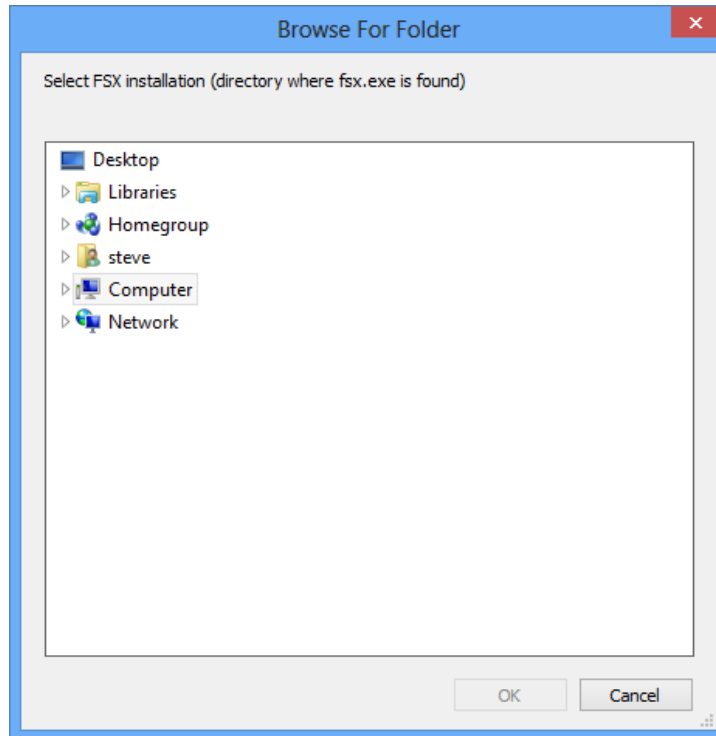 Browse For Folder
Select FSX installation (directory where fsx.exe is found)
Desktop
Libraries
Homegroup
steve
Computer
Network
OK
Cancel